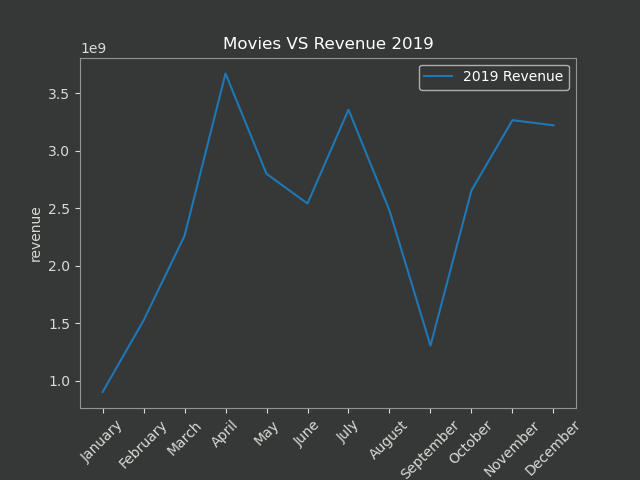 Movies VS Revenue 2019
1e9
2019 Revenue
3.5
3.0
2.5
2.0
1.5
1.0
revenue
January
February
March
April
May
June
July
August
September
October
November
December